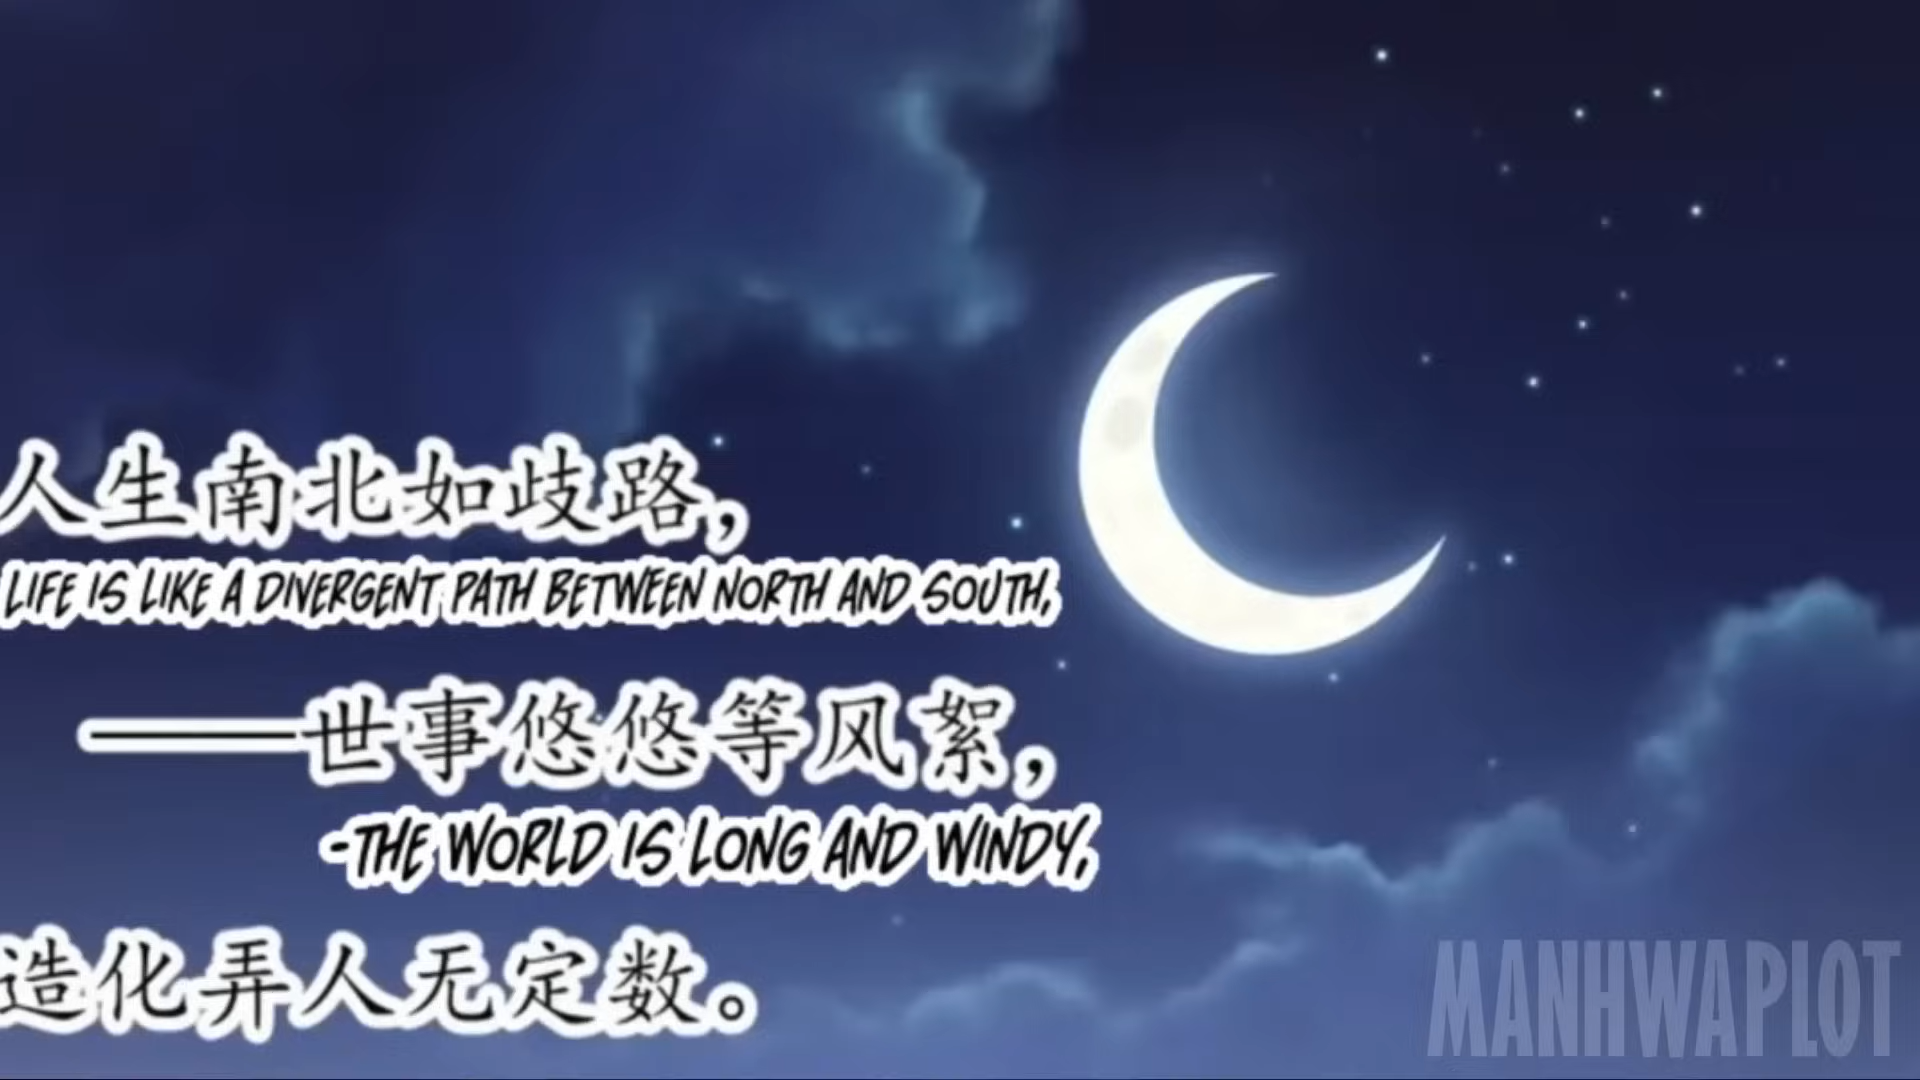 人生南北如歧路，
LIFE IS LIKE A DIVERGENT PATH BETWEEN NORTH AND SOUTH,
——世事悠悠等风絮，
-THE WORLD IS LONG AND WINDY,
造化弄人无定数。
MANHWAPLOT